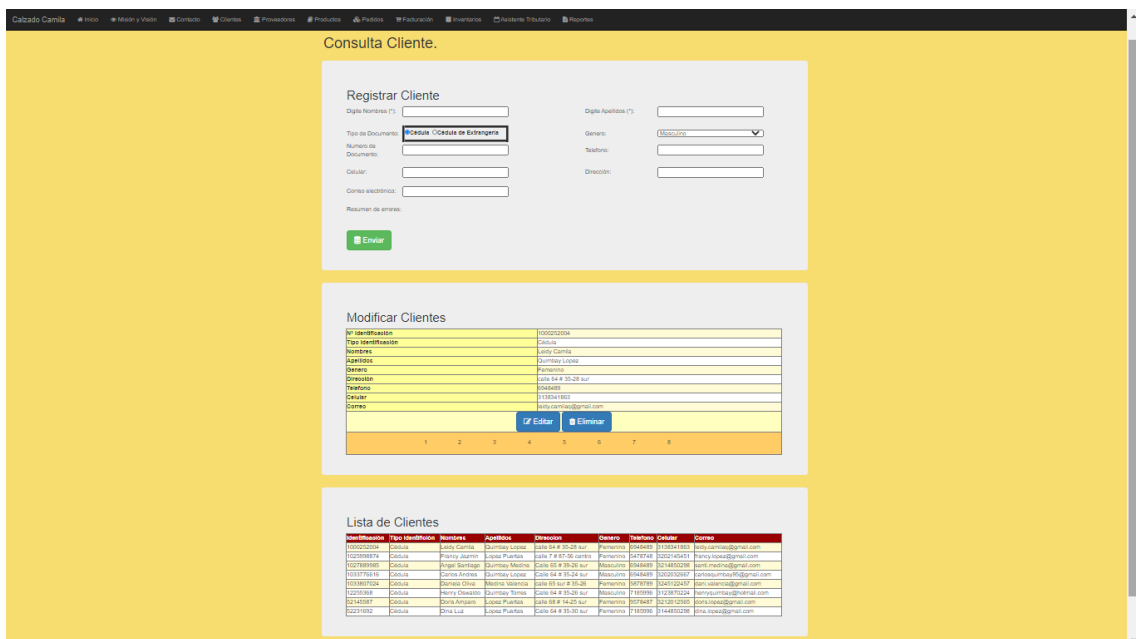 Calzado Camila Inicio Misión y Visión Contacto Clientes Proveedores Productos Pedidos Facturación Inventarios Asistente Tributario Reportes
Consulta Cliente.
Registrar Cliente
Digite Nombres (*): Digite Apellidos (*):
Tipo de Documento: Cédula Cédula de Extrangería Genero: Masculino
Numero de Documento: Telefono:
Celular: Dirección:
Correo electrónico:
Resumen de errores:
Enviar
Modificar Clientes
Nº Identificación 1000252004
Tipo Identificación Cédula
Nombres Leidy Camila
Apellidos Quimbay Lopez
Genero Femenino
Dirección calle 64 # 35-28 sur
Telefono 6948489
Celular 3138341863
Correo leidy.camilaq@gmail.com
Editar Eliminar
1 2 3 4 5 6 7 8
Lista de Clientes
Identificación Tipo Identifición Nombres Apellidos Direccion Genero Telefono Celular Correo
1000252004 Cédula Leidy Camila Quimbay Lopez calle 64 # 35-28 sur Femenino 6948489 3138341863 leidy.camilaq@gmail.com
1025898874 Cédula Francy Jazmin Lopez Puertas calle 7 # 87-56 centro Femenino 5478748 3202145451 francy.lopez@gmail.com
1027889985 Cédula Angel Santiago Quimbay Medina Calle 65 # 39-26 sur Masculino 6948489 3214850298 santi.medina@gmail.com
1033776616 Cédula Carlos Andres Quimbay Lopez Calle 64 # 35-24 sur Masculino 6948489 3202032667 carlosquimbay95@gmail.com
1033807024 Cédula Daniela Oliva Medina Valencia calle 65 sur # 35-26 Femenino 5878789 3245122457 dani.valencia@gmail.com
12255368 Cédula Henry Oswaldo Quimbay Torres Calle 64 # 35-26 sur Masculino 7185996 3123870224 henryquimbay@hotmail.com
52145587 Cédula Doris Amparo Lopez Puertas calle 68 # 14-25 sur Femenino 5578487 3212012565 doris.lopez@gmail.com
52231692 Cédula Dina Luz Lopez Puertas Calle 64 # 35-30 sur Femenino 7185996 3144850298 dina.lopez@gmail.com